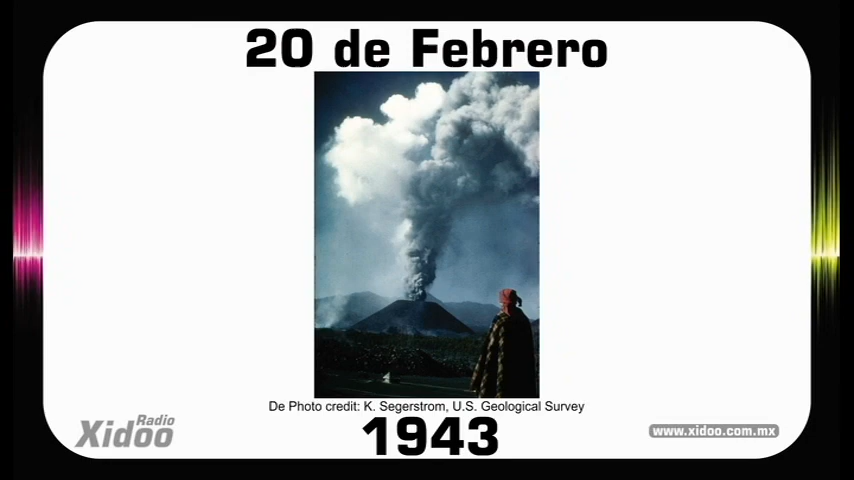 20 de Febrero
De Photo credit: K. Segerstrom, U.S. Geological Survey
1943
Radio
Xidoo
www.xidoo.com.mx